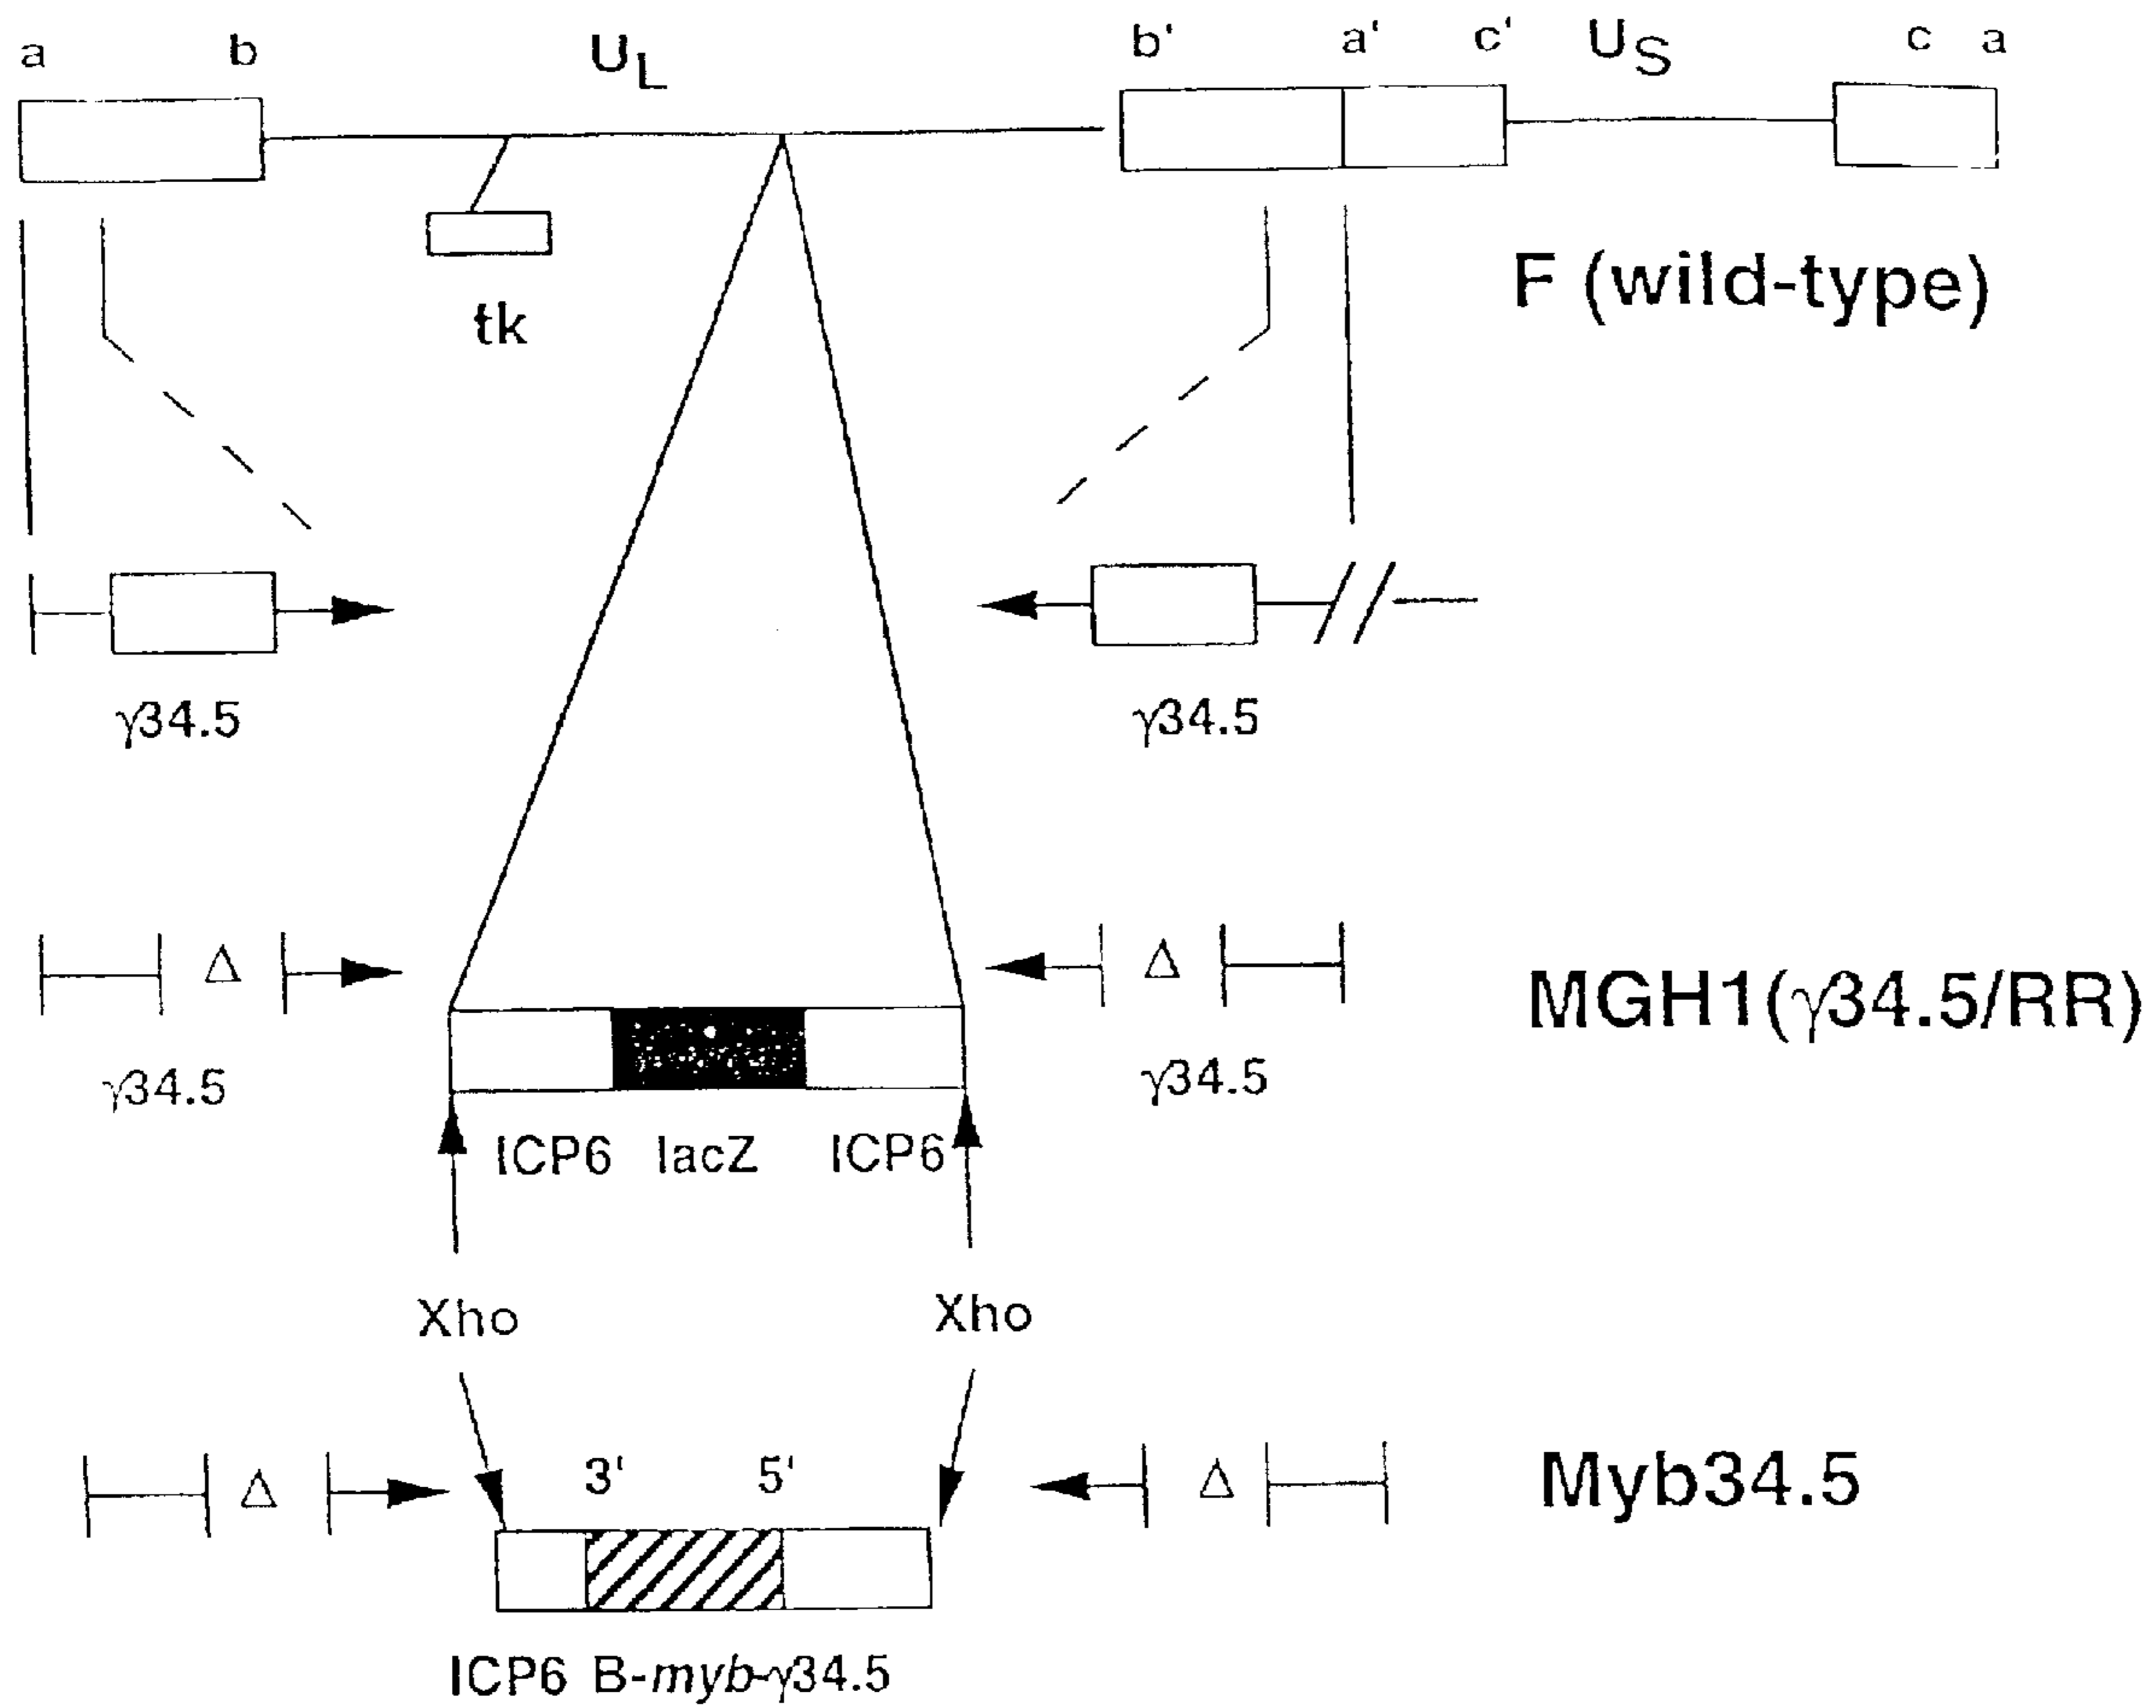 a b U_L b' a' c' U_S c a
F (wild-type)
tk
γ34.5 γ34.5
Δ Δ
MGH1(γ34.5/RR)
γ34.5 γ34.5
ICP6 lacZ ICP6
Xho Xho
3' 5'
Δ Δ
Myb34.5
ICP6 B-myb-γ34.5